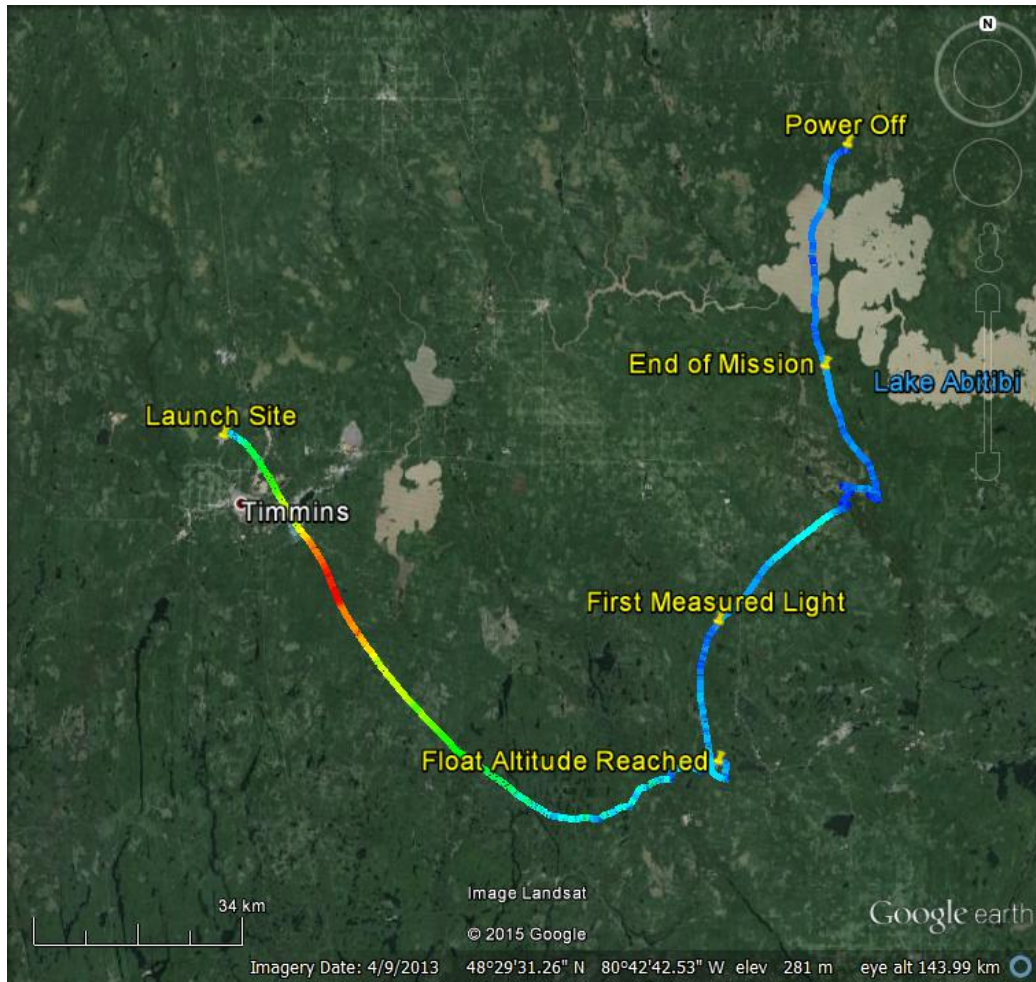 N
Power Off
End of Mission
Lake Abitibi
Launch Site
Timmins
First Measured Light
Float Altitude Reached
Image Landsat
34 km
Google earth
© 2015 Google
Imagery Date: 4/9/2013 48°29'31.26" N 80°42'42.53" W elev 281 m eye alt 143.99 km